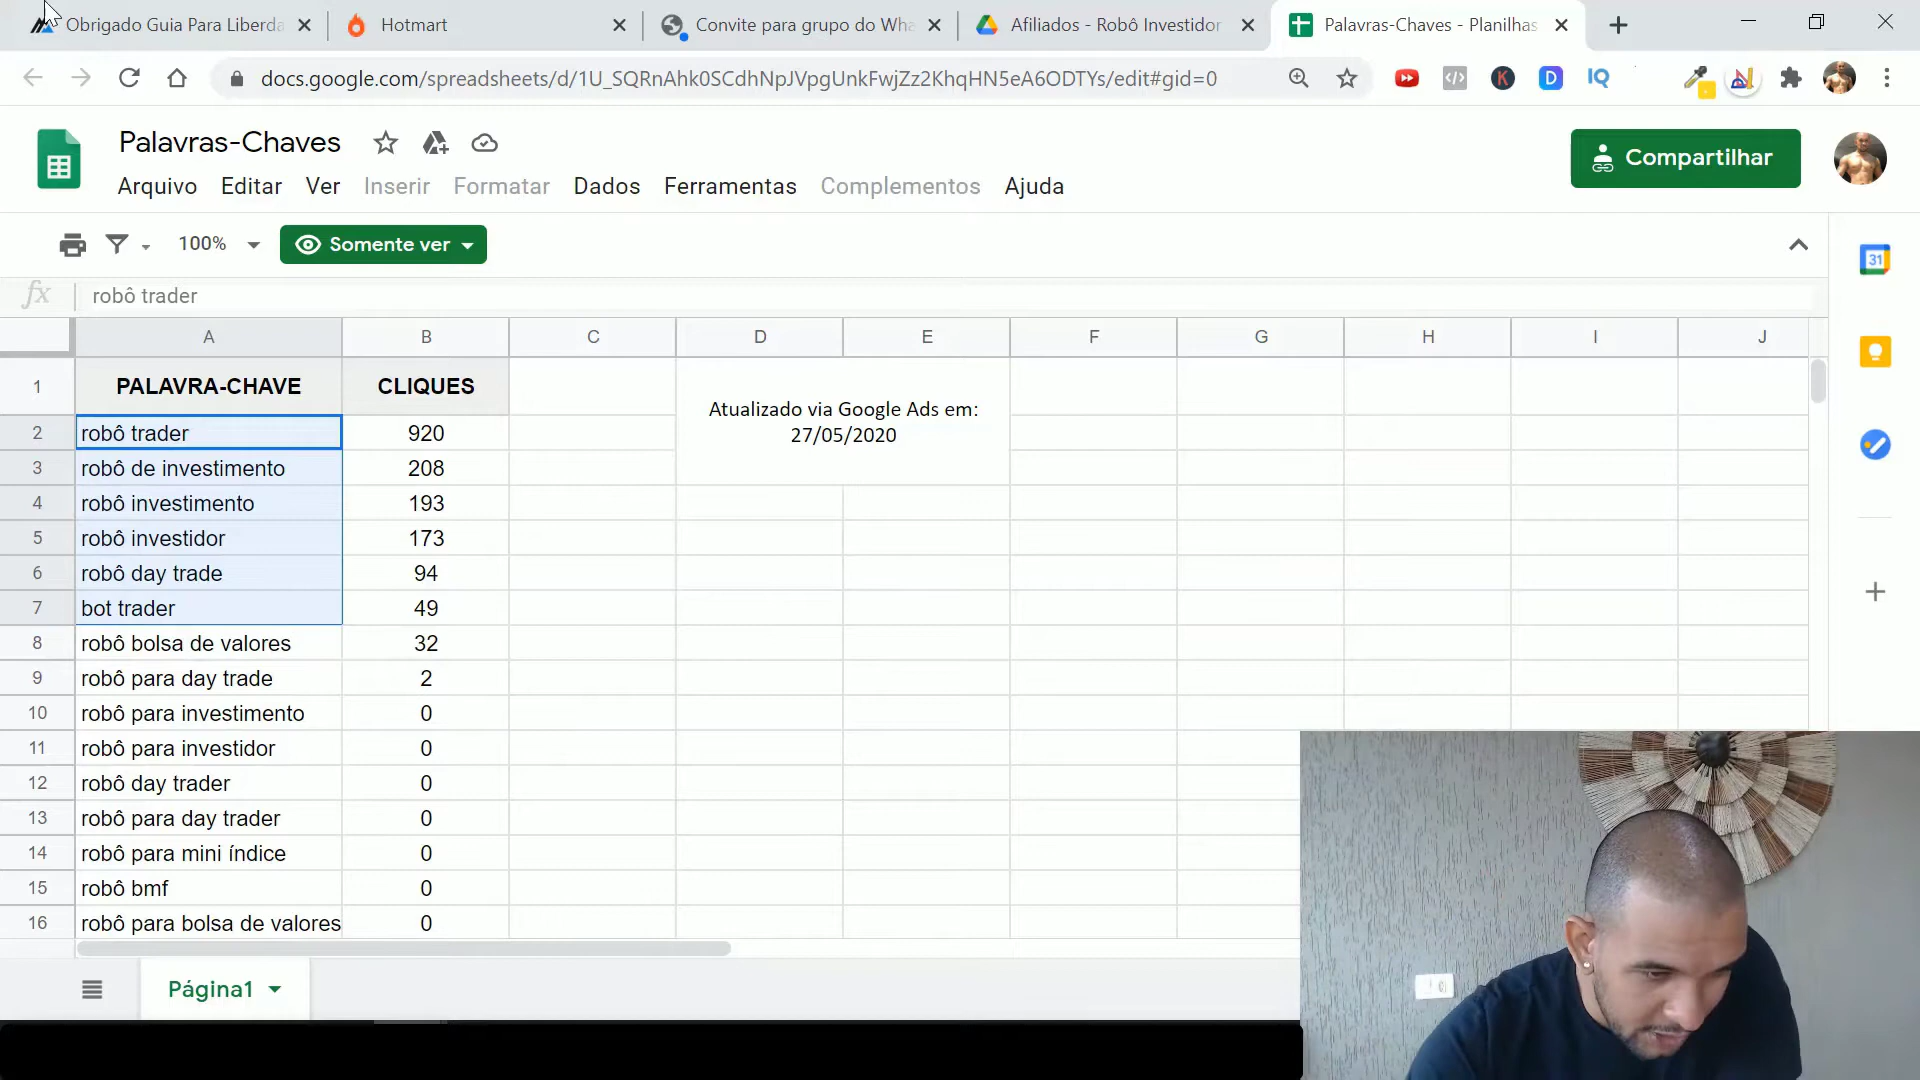 Obrigado Guia Para Liberda
Hotmart
Convite para grupo do Wha
Afiliados - Robô Investidor
Palavras-Chaves - Planilhas
docs.google.com/spreadsheets/d/1U_SQRnAhk0SCdhNpJVpgUnkFwjZz2KhqHN5eA6ODTYs/edit#gid=0
K
D
IQ
Palavras-Chaves
Arquivo Editar Ver Inserir Formatar Dados Ferramentas Complementos Ajuda
Compartilhar
100%
Somente ver
31
fx
robô trader
A B C D E F G H I J
1 PALAVRA-CHAVE CLIQUES
Atualizado via Google Ads em:
27/05/2020
2 robô trader 920
3 robô de investimento 208
4 robô investimento 193
5 robô investidor 173
6 robô day trade 94
7 bot trader 49
8 robô bolsa de valores 32
9 robô para day trade 2
10 robô para investimento 0
11 robô para investidor 0
12 robô day trader 0
13 robô para day trader 0
14 robô para mini índice 0
15 robô bmf 0
16 robô para bolsa de valores 0
Página1